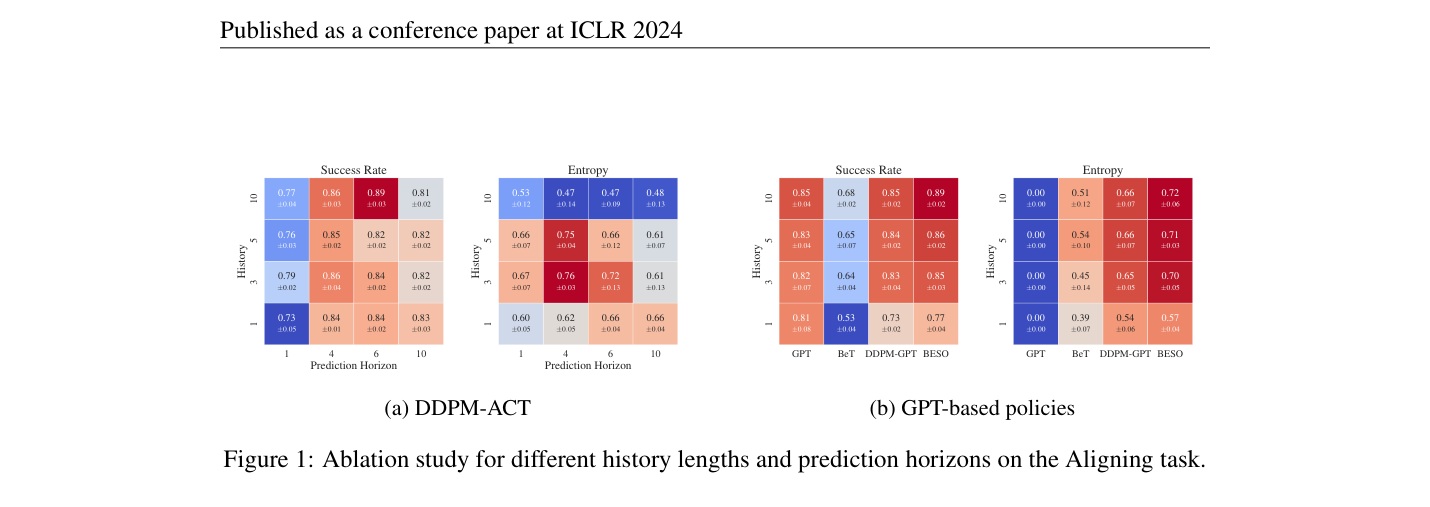 Published as a conference paper at ICLR 2024
Success Rate
10
0.77 0.86 0.89 0.81
±0.04 ±0.03 ±0.03 ±0.02
5
0.76 0.85 0.82 0.82
±0.03 ±0.02 ±0.02 ±0.02
History
3
0.79 0.86 0.84 0.82
±0.02 ±0.04 ±0.02 ±0.02
1
0.73 0.84 0.84 0.83
±0.05 ±0.01 ±0.02 ±0.03
1 4 6 10
Prediction Horizon
Entropy
10
0.53 0.47 0.47 0.48
±0.12 ±0.14 ±0.09 ±0.13
5
0.66 0.75 0.66 0.61
±0.07 ±0.04 ±0.12 ±0.07
History
3
0.67 0.76 0.72 0.61
±0.07 ±0.03 ±0.13 ±0.13
1
0.60 0.62 0.66 0.66
±0.05 ±0.05 ±0.04 ±0.04
1 4 6 10
Prediction Horizon
(a) DDPM-ACT
Success Rate
10
0.85 0.68 0.85 0.89
±0.04 ±0.02 ±0.02 ±0.02
5
0.83 0.65 0.84 0.86
±0.04 ±0.07 ±0.02 ±0.02
History
3
0.82 0.64 0.83 0.85
±0.07 ±0.04 ±0.04 ±0.03
1
0.81 0.53 0.73 0.77
±0.08 ±0.04 ±0.02 ±0.04
GPT BeT DDPM-GPT BESO
Entropy
10
0.00 0.51 0.66 0.72
±0.00 ±0.12 ±0.07 ±0.06
5
0.00 0.54 0.66 0.71
±0.00 ±0.10 ±0.07 ±0.03
History
3
0.00 0.45 0.65 0.70
±0.00 ±0.14 ±0.05 ±0.05
1
0.00 0.39 0.54 0.57
±0.00 ±0.07 ±0.06 ±0.04
GPT BeT DDPM-GPT BESO
(b) GPT-based policies
Figure 1: Ablation study for different history lengths and prediction horizons on the Aligning task.